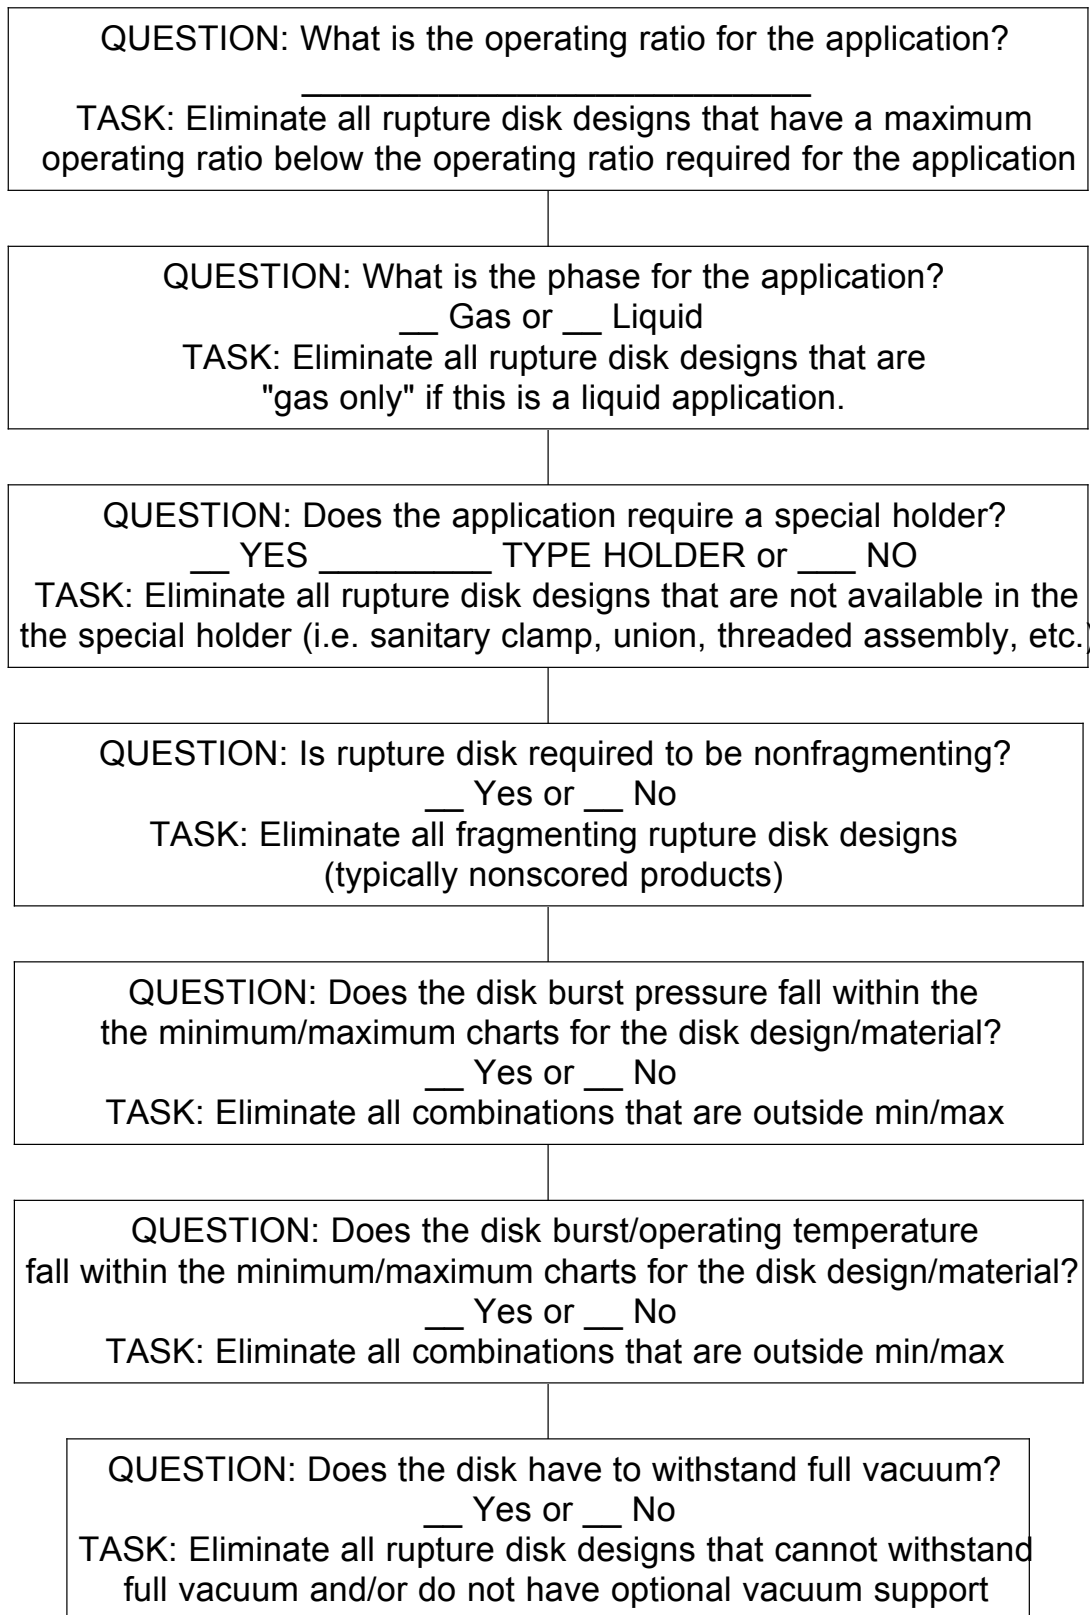 QUESTION: What is the operating ratio for the application?
___________________________
TASK: Eliminate all rupture disk designs that have a maximum
operating ratio below the operating ratio required for the application
QUESTION: What is the phase for the application?
__ Gas or __ Liquid
TASK: Eliminate all rupture disk designs that are
"gas only" if this is a liquid application.
QUESTION: Does the application require a special holder?
__ YES _________ TYPE HOLDER or ___ NO
TASK: Eliminate all rupture disk designs that are not available in the
the special holder (i.e. sanitary clamp, union, threaded assembly, etc.)
QUESTION: Is rupture disk required to be nonfragmenting?
__ Yes or __ No
TASK: Eliminate all fragmenting rupture disk designs
(typically nonscored products)
QUESTION: Does the disk burst pressure fall within the
the minimum/maximum charts for the disk design/material?
__ Yes or __ No
TASK: Eliminate all combinations that are outside min/max
QUESTION: Does the disk burst/operating temperature
fall within the minimum/maximum charts for the disk design/material?
__ Yes or __ No
TASK: Eliminate all combinations that are outside min/max
QUESTION: Does the disk have to withstand full vacuum?
__ Yes or __ No
TASK: Eliminate all rupture disk designs that cannot withstand
full vacuum and/or do not have optional vacuum support